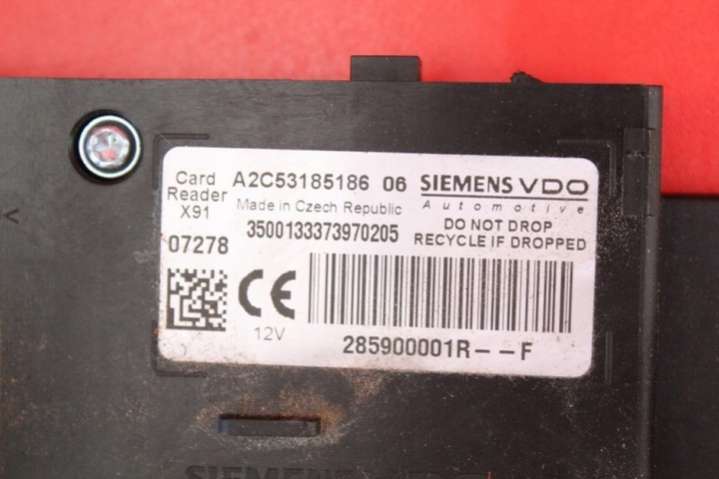 Card Reader X91
A2C53185186 06
SIEMENS VDO
Automotive
Made in Czech Republic
3500133373970205
DO NOT DROP
RECYCLE IF DROPPED
07278
CE
12V
285900001R--F
SIEMENS